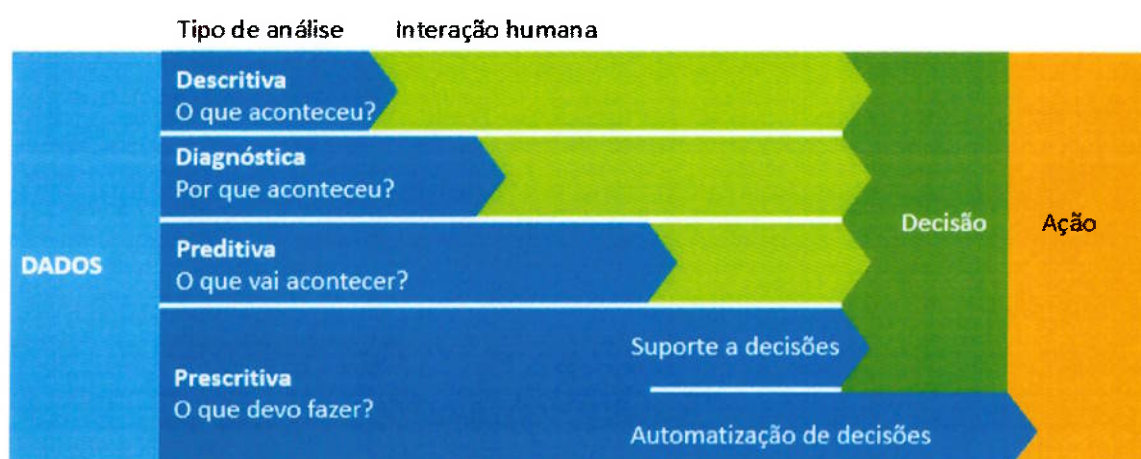 Tipo de análise Interação humana
Descritiva
O que aconteceu?
Diagnóstica
Por que aconteceu?
Decisão Ação
Preditiva
DADOS
O que vai acontecer?
Suporte a decisões
Prescritiva
O que devo fazer?
Automatização de decisões